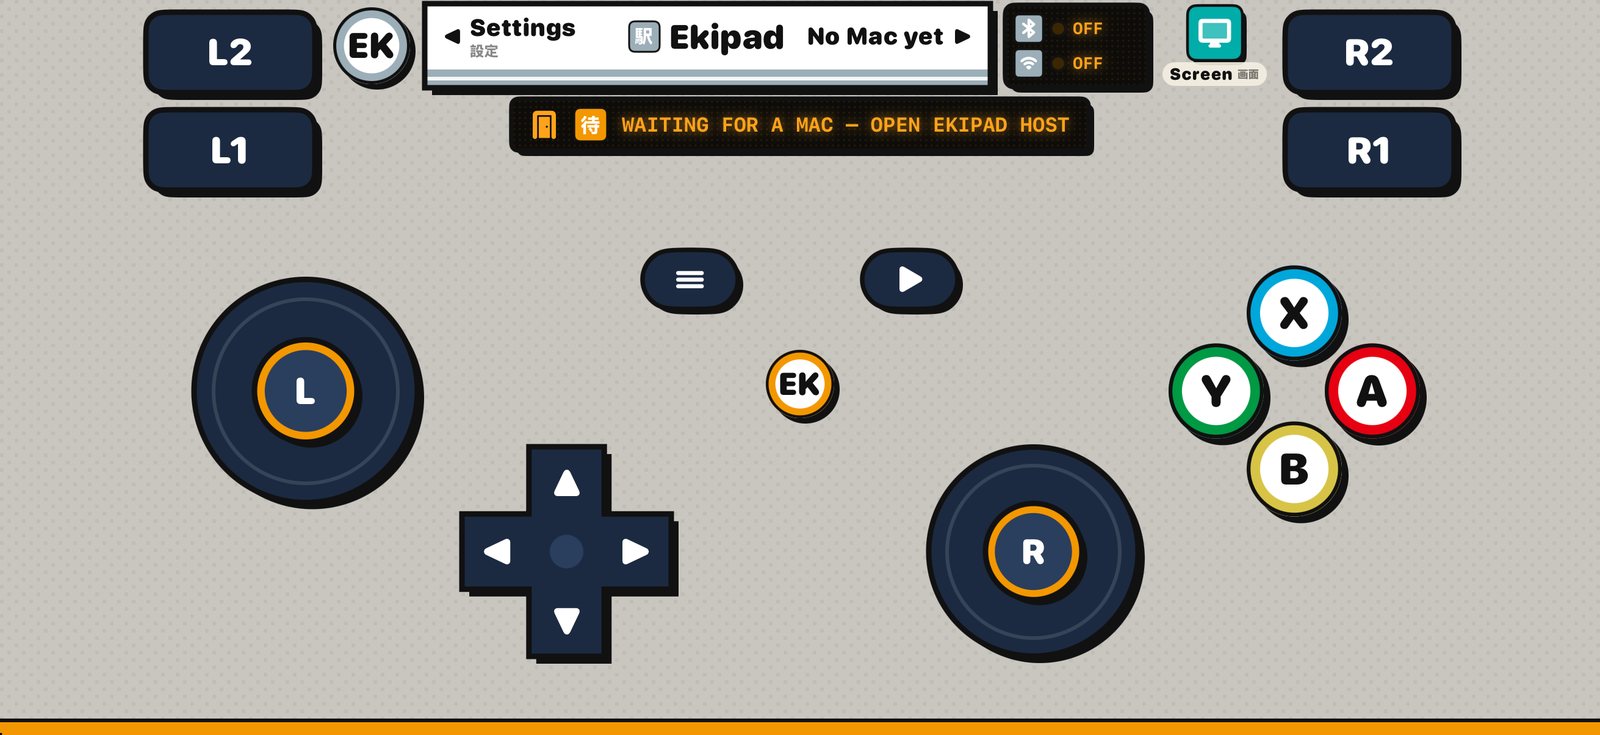 L2
EK
Settings
設定
駅 Ekipad
No Mac yet
OFF
OFF
Screen 画面
R2
L1
待 WAITING FOR A MAC — OPEN EKIPAD HOST
R1
X
L
EK
Y
A
B
R